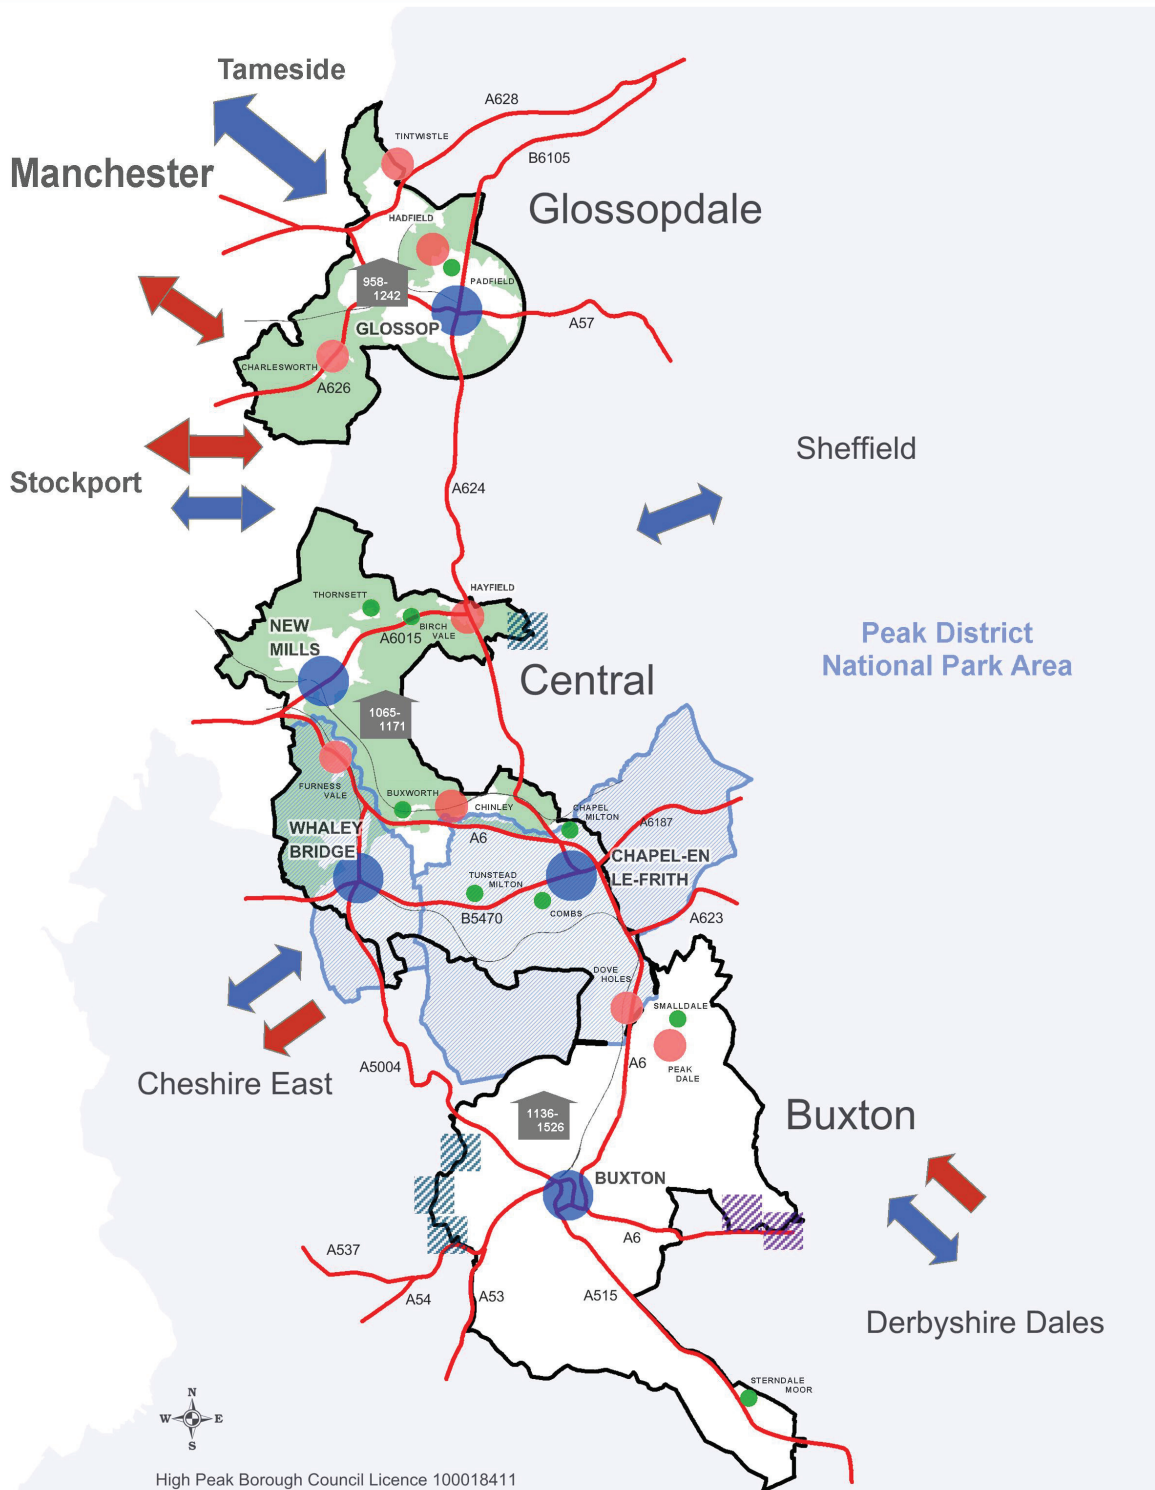 Tameside
A628
TINTWISTLE
B6105
Manchester
Glossopdale
HADFIELD
958-
1242
PADFIELD
GLOSSOP
A57
CHARLESWORTH
A626
Sheffield
Stockport
A624
HAYFIELD
THORNSETT
NEW
MILLS
BIRCH
VALE
A6015
Peak District
National Park Area
Central
1065-
1171
FURNESS
VALE
BUXWORTH
CHINLEY
CHAPEL
MILTON
A6187
WHALEY
BRIDGE
A6
CHAPEL-EN
LE-FRITH
TUNSTEAD
MILTON
COMBS
B5470
A623
DOVE
HOLES
SMALLDALE
A5004
A6
PEAK
DALE
Cheshire East
1136-
1526
Buxton
BUXTON
A6
A537
A54
A53
A515
Derbyshire Dales
STERNDALE
MOOR
N
W
E
S
High Peak Borough Council Licence 100018411